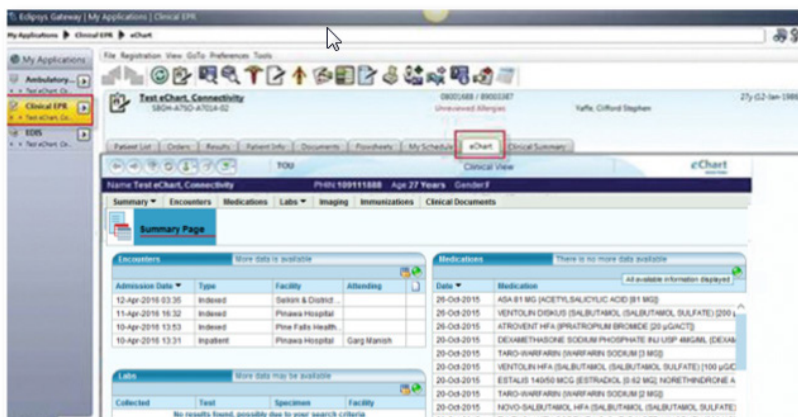 Eclipsys Gateway | My Applications | Clinical EPR
My Applications Clinical EPR eChart
My Applications
File Registration View GoTo Preferences Tools
Ambulatory...
Clinical EPR
EDIS
Test eChart, Connectivity
Unreviewed Allergies
Yaffe, Clifford Stephen
Patient List Orders Results Patient Info Documents Flowsheets My Schedule eChart Clinical Summary
TOU Clinical View eChart
Name Test eChart, Connectivity PHIN: 109111888 Age 27 Years Gender: F
Summary Encounters Medications Labs Imaging Immunizations Clinical Documents
Summary Page
Encounters More data is available
Admission Date Type Facility Attending
12-Apr-2016 03:35 Indexed Selkirk & District...
11-Apr-2016 16:32 Indexed Pinawa Hospital
10-Apr-2016 13:53 Indexed Pine Falls Health...
10-Apr-2016 13:31 Inpatient Pinawa Hospital Garg Manish
Labs More data may be available
Collected Test Specimen Facility
No results found, possibly due to your search criteria
Medications There is no more data available
All available information displayed
Date Medication
26-Oct-2015 ASA 81 MG (ACETYLSALICYLIC ACID [81 MG])
26-Oct-2015 VENTOLIN DISKUS (SALBUTAMOL (SALBUTAMOL SULFATE) [200
26-Oct-2015 ATROVENT HFA (IPRATROPIUM BROMIDE [20 µG/ACT])
20-Oct-2015 DEXAMETHASONE SODIUM PHOSPHATE INJ USP 4MG/ML (DEXAM
20-Oct-2015 TARO-WARFARIN (WARFARIN SODIUM [3 MG])
20-Oct-2015 VENTOLIN HFA (SALBUTAMOL (SALBUTAMOL SULFATE) [100
20-Oct-2015 ESTALIS 140/50 MCG (ESTRADIOL [0.62 MG]; NORETHINDRONE A
20-Oct-2015 TARO-WARFARIN (WARFARIN SODIUM [2 MG])
20-Oct-2015 NOVO-SALBUTAMOL HFA (SALBUTAMOL (SALBUTAMOL SULFATE)